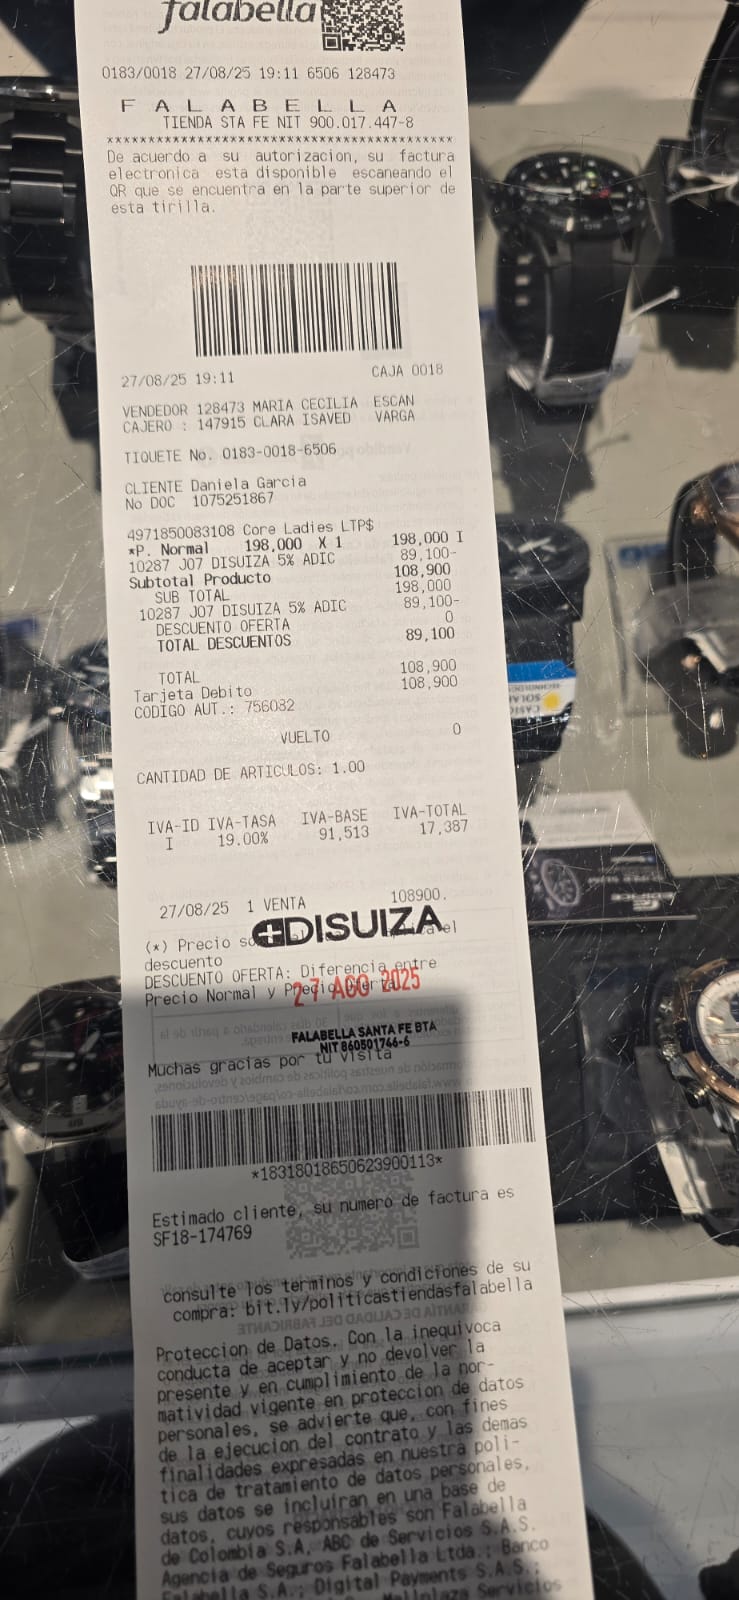 falabella
0183/0018 27/08/25 19:11 6506 128473
F A L A B E L L A
TIENDA STA FE NIT 900.017.447-8
******************************************
De acuerdo a su autorizacion, su factura
electronica esta disponible escaneando el
QR que se encuentra en la parte superior de
esta tirilla.
27/08/25 19:11 CAJA 0018
VENDEDOR 128473 MARIA CECILIA ESCAN
CAJERO : 147915 CLARA ISAVED VARGA
TIQUETE No. 0183-0018-6506
CLIENTE Daniela Garcia
No DOC 1075251867
4971850083108 Core Ladies LTP$
*P. Normal 198,000 X 1 198,000 I
10287 J07 DISUIZA 5% ADIC 89,100-
Subtotal Producto 108,900
SUB TOTAL 198,000
10287 J07 DISUIZA 5% ADIC 89,100-
DESCUENTO OFERTA 0
TOTAL DESCUENTOS 89,100
TOTAL 108,900
Tarjeta Debito 108,900
CODIGO AUT.: 756082
VUELTO 0
CANTIDAD DE ARTICULOS: 1.00
IVA-ID IVA-TASA IVA-BASE IVA-TOTAL
I 19.00% 91,513 17,387
27/08/25 1 VENTA 108900.
DISUIZA
(*) Precio
descuento
DESCUENTO OFERTA: Diferencia entre
Precio Normal y Precio Oferta
27 AGO 2025
FALABELLA SANTA FE BTA
NIT 860501746-6
Muchas gracias por tu visita
*18318018650623900113*
Estimado cliente, su numero de factura es
SF18-174769
consulte los terminos y condiciones de su
compra: bit.ly/politicastiendasfalabella
Proteccion de Datos. Con la inequivoca
conducta de aceptar y no devolver la
presente y en cumplimiento de la nor-
matividad vigente en proteccion de datos
personales, se advierte que, con fines
de la ejecucion del contrato y las demas
finalidades expresadas en nuestra poli-
tica de tratamiento de datos personales,
sus datos se incluiran en una base de
datos, cuyos responsables son Falabella
de Colombia S.A, ABC de Servicios S.A.S.
Agencia de Seguros Falabella Ltda.; Banco
Falabella S.A.; Digital Payments S.A.S.;
Mallplaza Servicios
CASIO
SOLAR